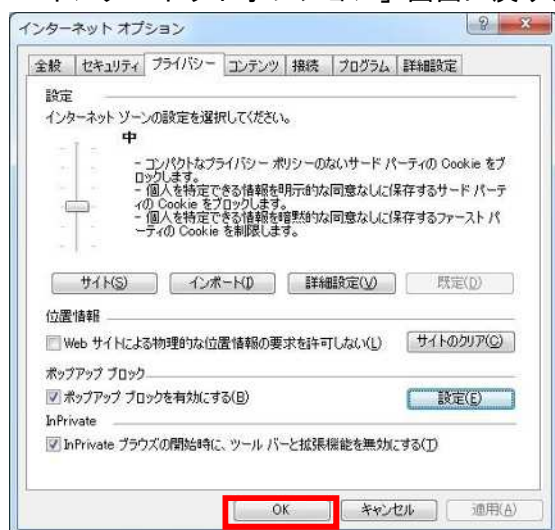 インターネット オプション
全般 セキュリティ プライバシー コンテンツ 接続 プログラム 詳細設定
設定
インターネット ゾーンの設定を選択してください。
中
- コンパクトなプライバシー ポリシーのないサード パーティの Cookie をブ
ロックします。
- 個人を特定できる情報を明示的な同意なしに保存するサード パーテ
ィの Cookie をブロックします。
- 個人を特定できる情報を暗黙的な同意なしに保存するファースト パ
ーティの Cookie を制限します。
サイト(S) インポート(I) 詳細設定(V) 既定(D)
位置情報
Web サイトによる物理的な位置情報の要求を許可しない(L) サイトのクリア(C)
ポップアップ ブロック
ポップアップ ブロックを有効にする(B) 設定(E)
InPrivate
InPrivate ブラウズの開始時に、ツール バーと拡張機能を無効にする(T)
OK キャンセル 適用(A)